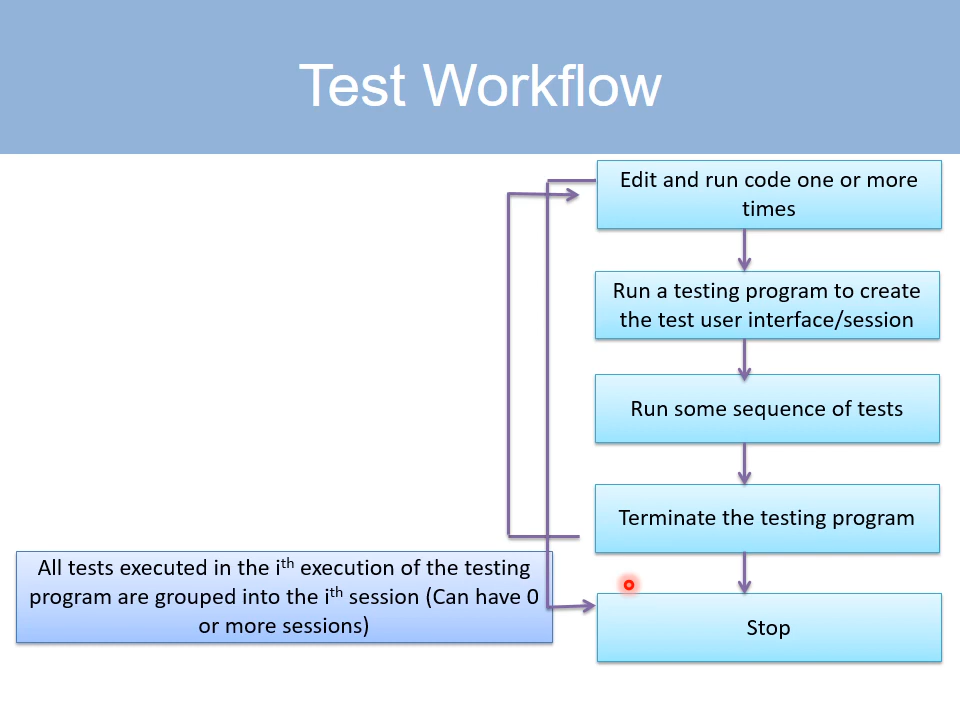 Test Workflow
Edit and run code one or more
times
Run a testing program to create
the test user interface/session
Run some sequence of tests
Terminate the testing program
All tests executed in the ith execution of the testing
program are grouped into the ith session (Can have 0
or more sessions)
Stop